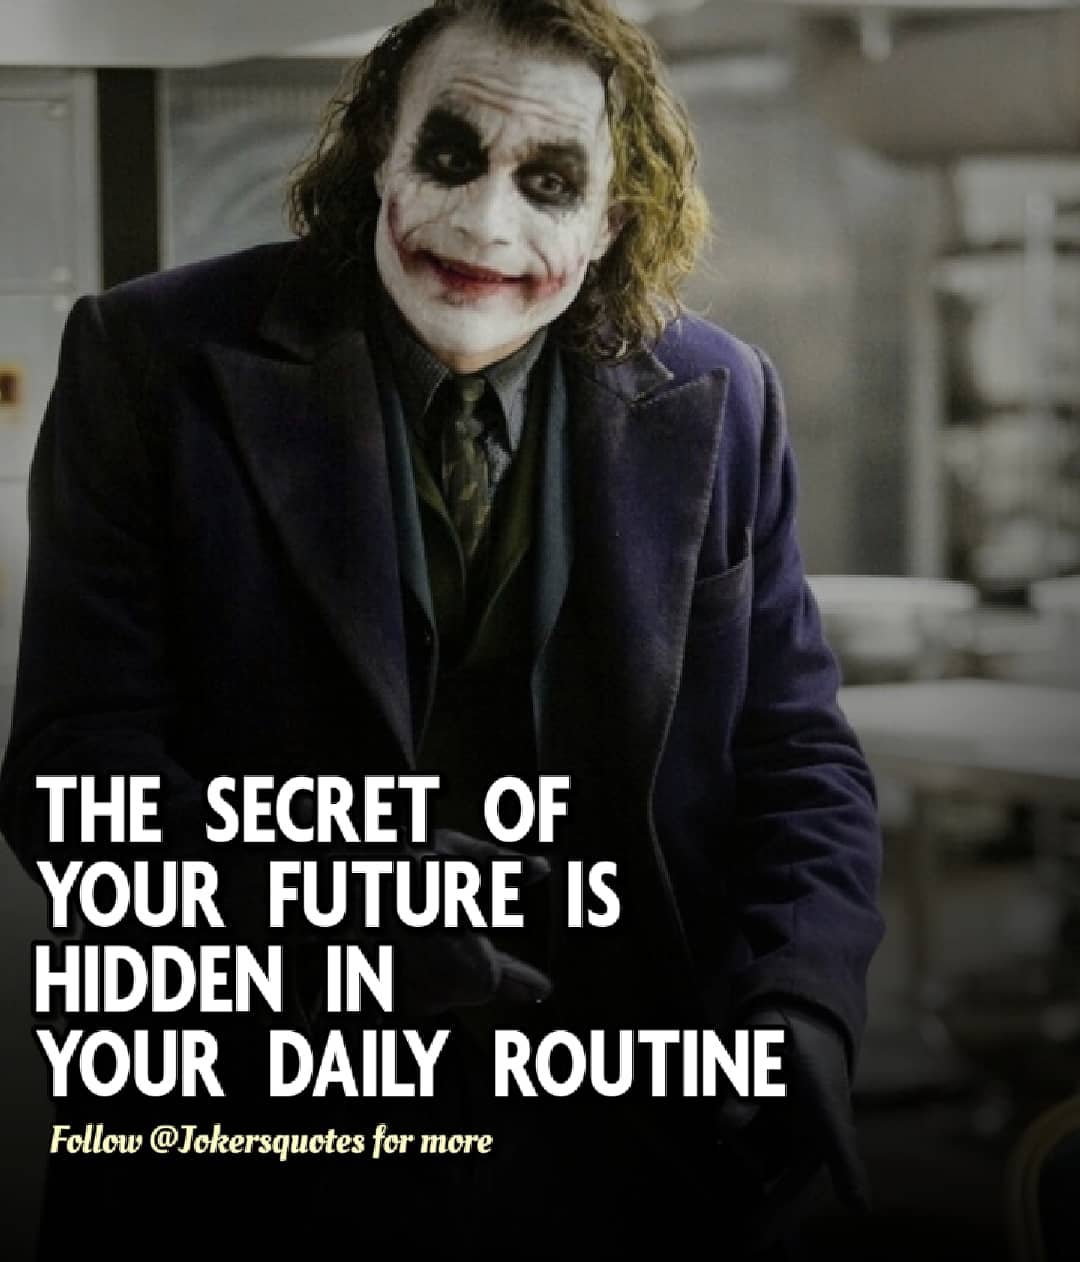 THE SECRET OF
YOUR FUTURE IS
HIDDEN IN
YOUR DAILY ROUTINE
Follow @Jokersquotes for more